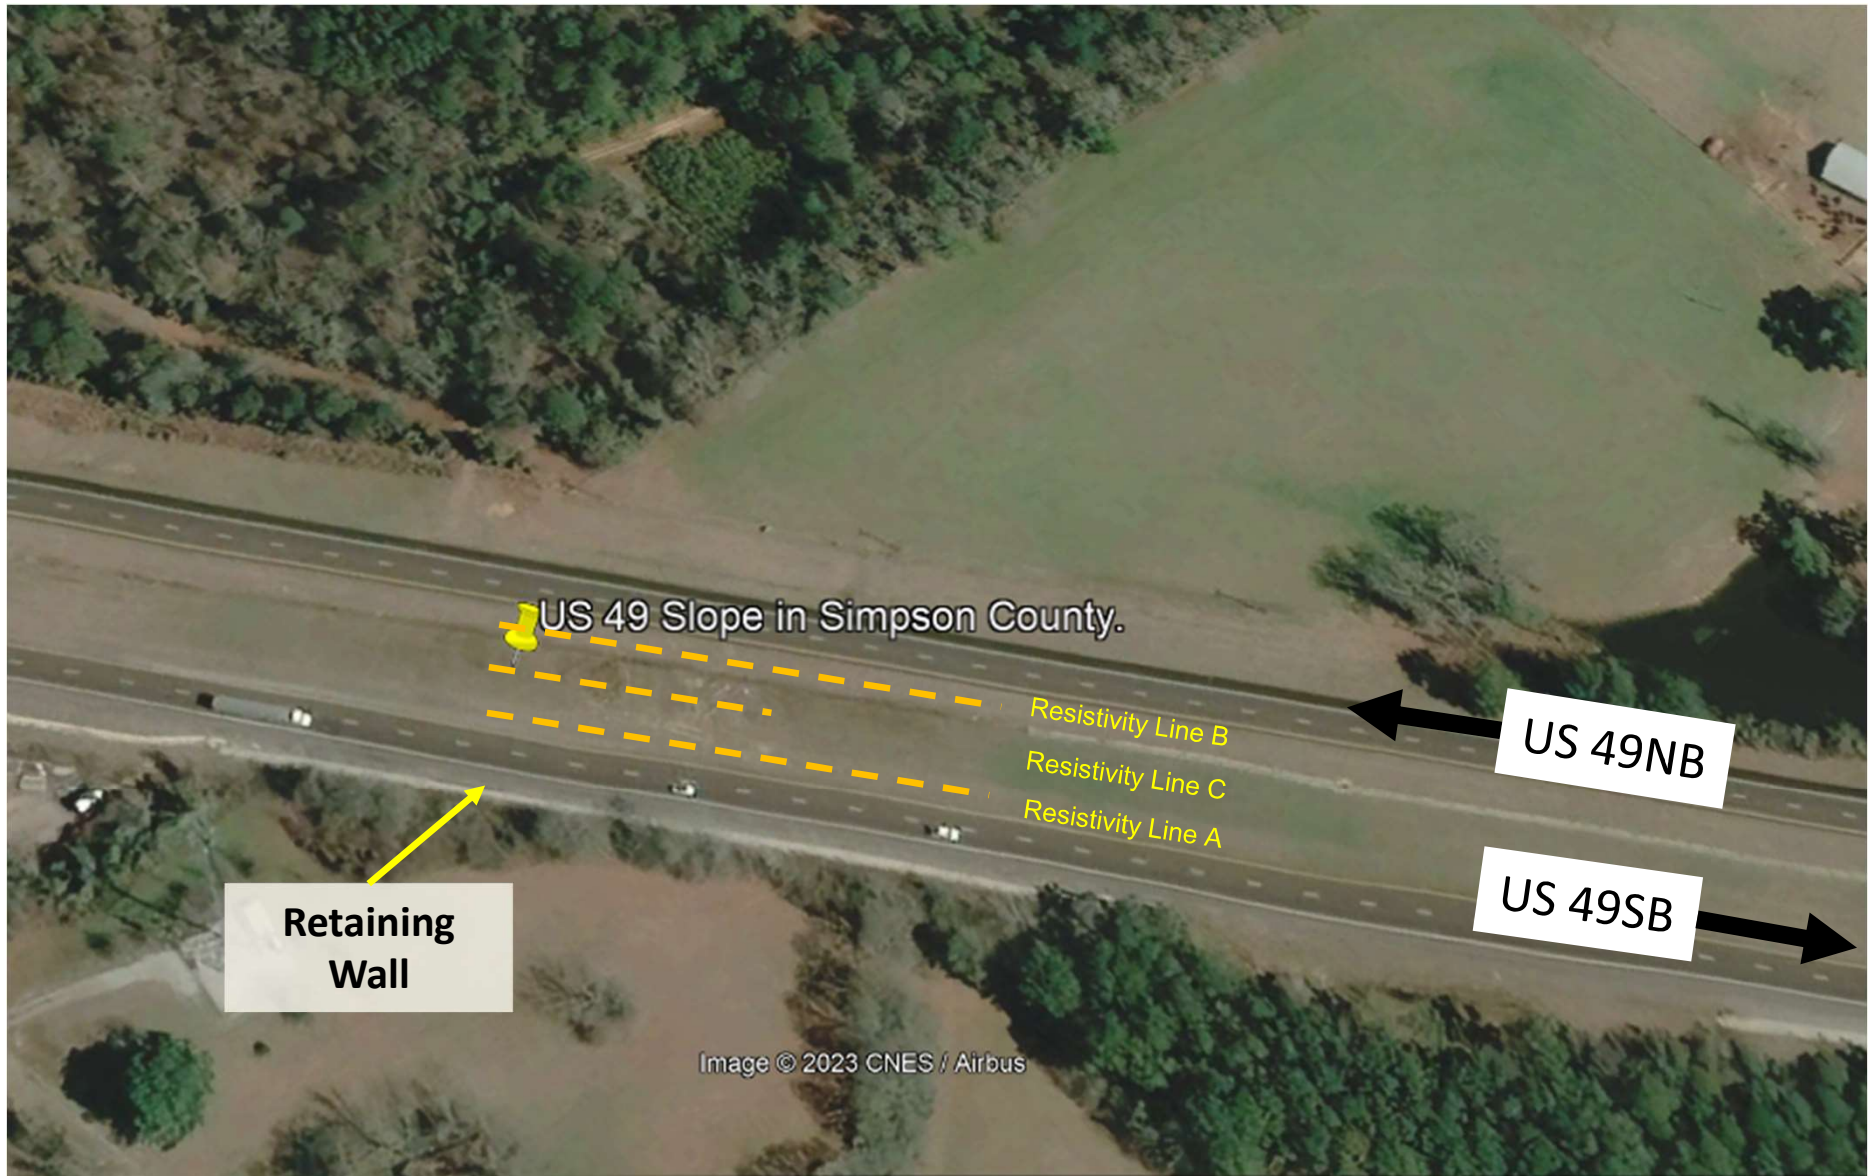 US 49 Slope in Simpson County.
Resistivity Line B
US 49NB
Resistivity Line C
Resistivity Line A
US 49SB
Retaining
Wall
Image © 2023 CNES / Airbus